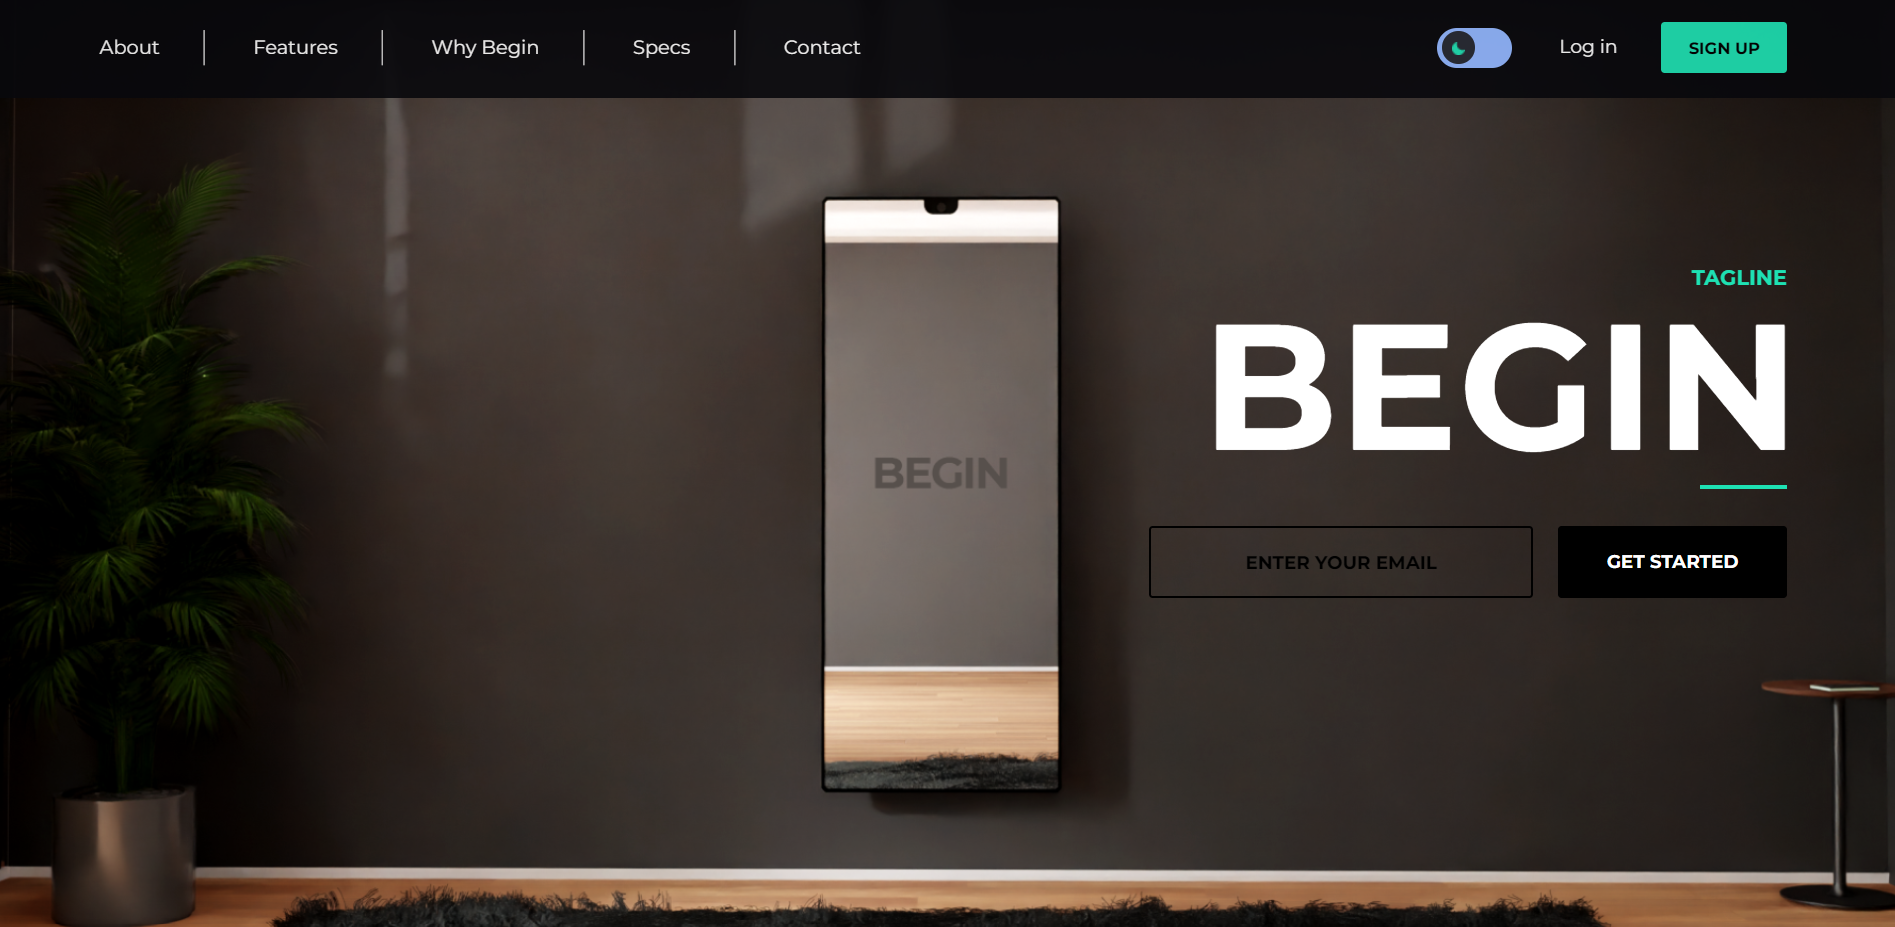 About
Features
Why Begin
Specs
Contact
Log in
SIGN UP
TAGLINE
BEGIN
BEGIN
ENTER YOUR EMAIL
GET STARTED